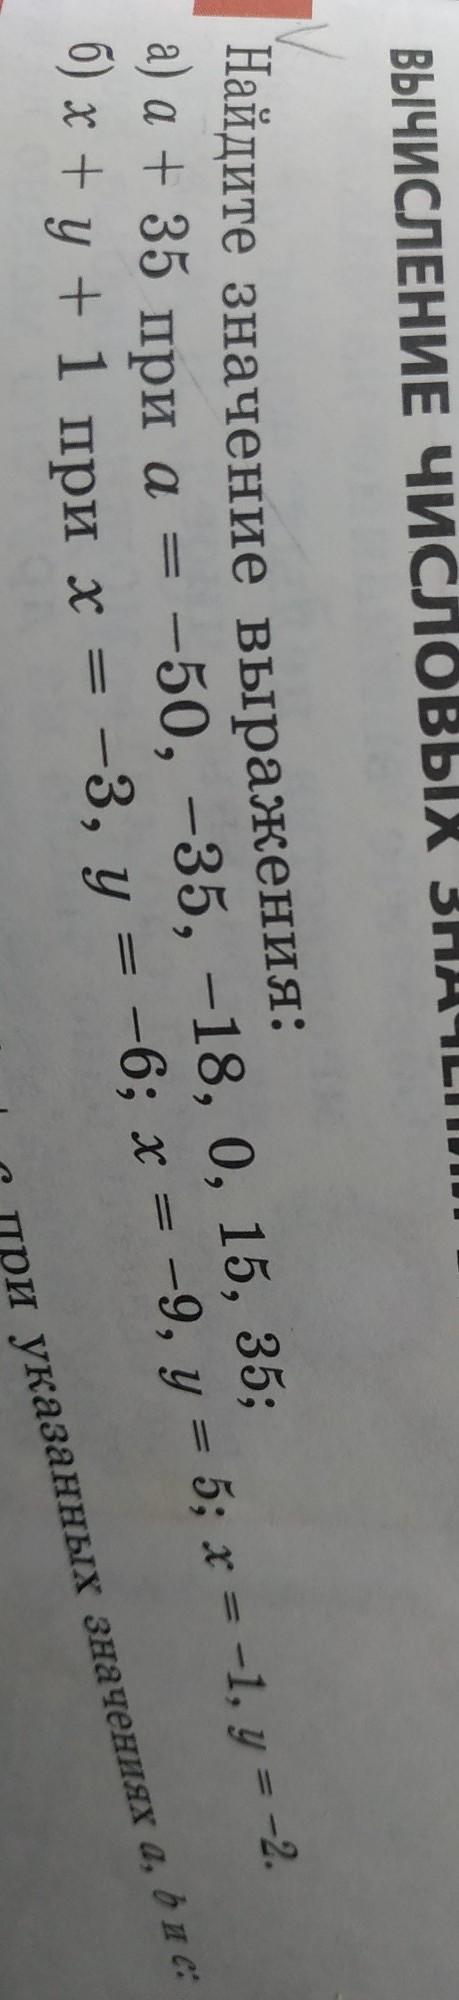 ВЫЧИСЛЕНИЕ ЧИСЛОВЫХ
Найдите значение выражения:
а) a + 35 при a = −50, −35, −18, 0, 15, 35;
б) x + y + 1 при x = −3, y = −6; x = −9, y = 5; x = −1, y = −2.
при указанных значениях a, b и c: